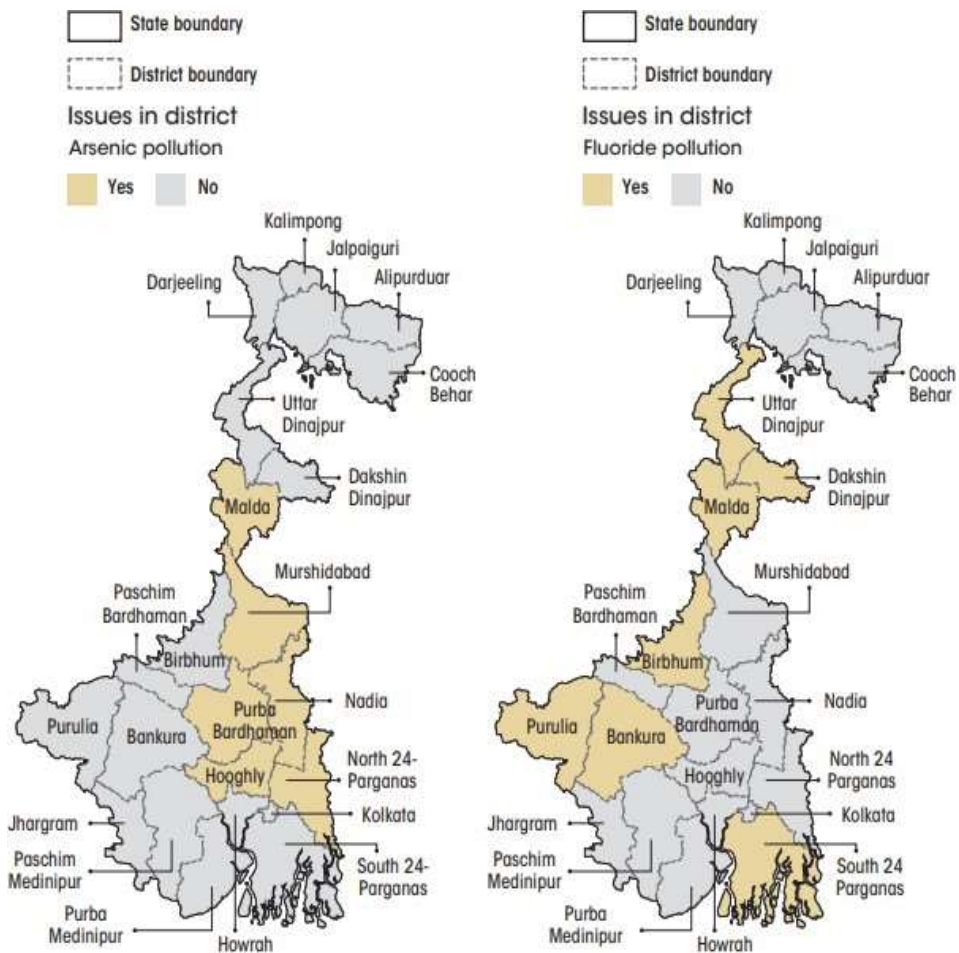 State boundary
District boundary
Issues in district
Arsenic pollution
Yes No
Kalimpong
Jalpaiguri
Darjeeling
Alipurduar
Cooch
Behar
Uttar
Dinajpur
Dakshin
Dinajpur
Malda
Murshidabad
Paschim
Bardhaman
Birbhum
Nadia
Purba
Bardhaman
Purulia
Bankura
Hooghly
North 24-
Parganas
Kolkata
Jhargram
Paschim
Medinipur
South 24-
Parganas
Purba
Medinipur
Howrah
State boundary
District boundary
Issues in district
Fluoride pollution
Yes No
Kalimpong
Jalpaiguri
Darjeeling
Alipurduar
Cooch
Behar
Uttar
Dinajpur
Dakshin
Dinajpur
Malda
Murshidabad
Paschim
Bardhaman
Birbhum
Nadia
Purba
Bardhaman
Purulia
Bankura
Hooghly
North 24
Parganas
Kolkata
Jhargram
Paschim
Medinipur
South 24
Parganas
Purba
Medinipur
Howrah